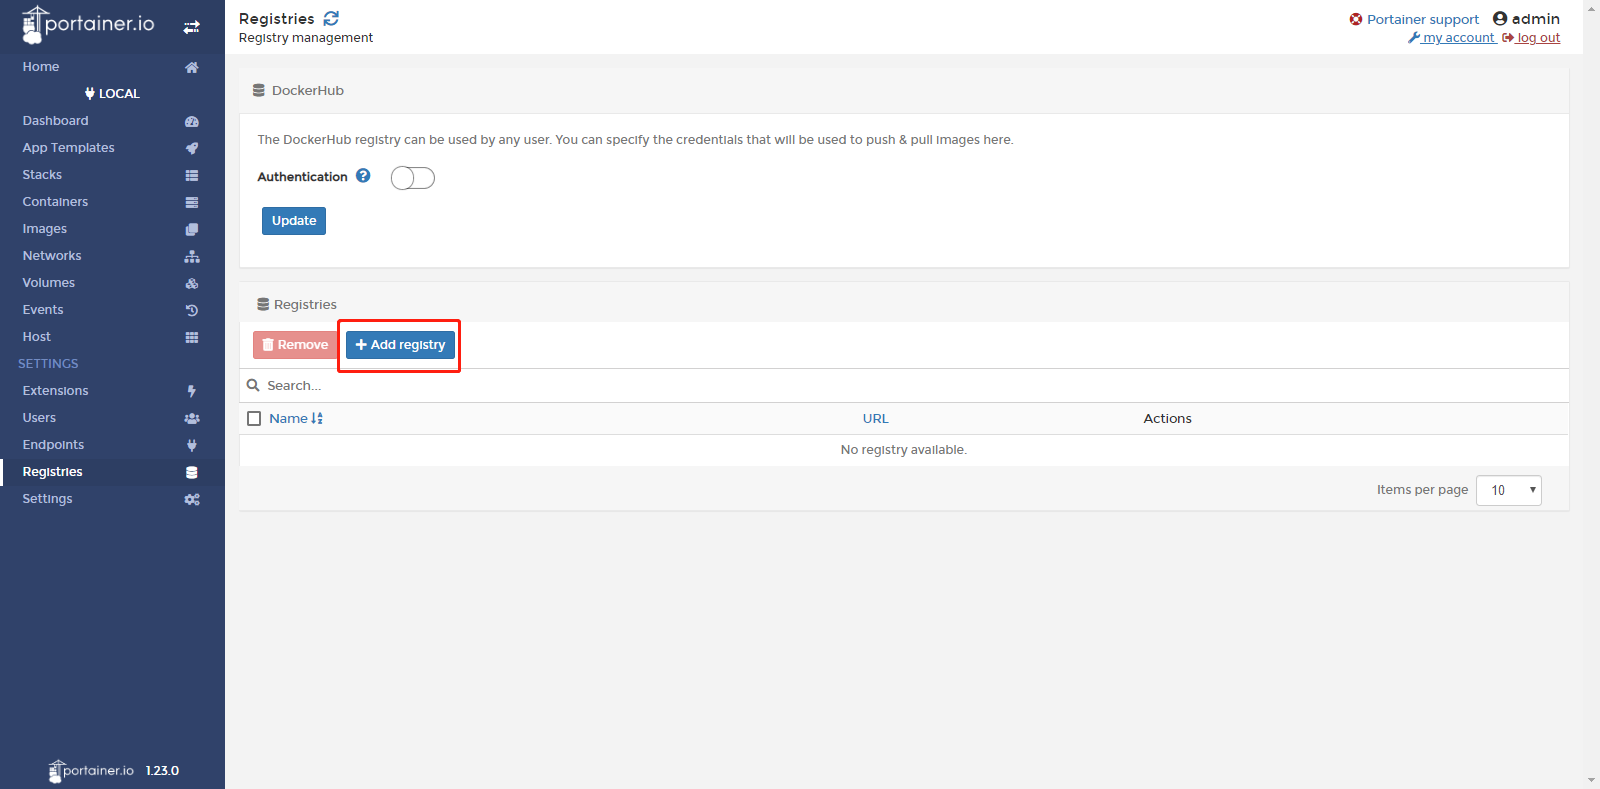 portainer.io
Home
LOCAL
Dashboard
App Templates
Stacks
Containers
Images
Networks
Volumes
Events
Host
SETTINGS
Extensions
Users
Endpoints
Registries
Settings
portainer.io 1.23.0
Registries
Registry management
Portainer support admin
my account log out
DockerHub
The DockerHub registry can be used by any user. You can specify the credentials that will be used to push & pull images here.
Authentication
Update
Registries
Remove Add registry
Search...
Name URL Actions
No registry available.
Items per page 10